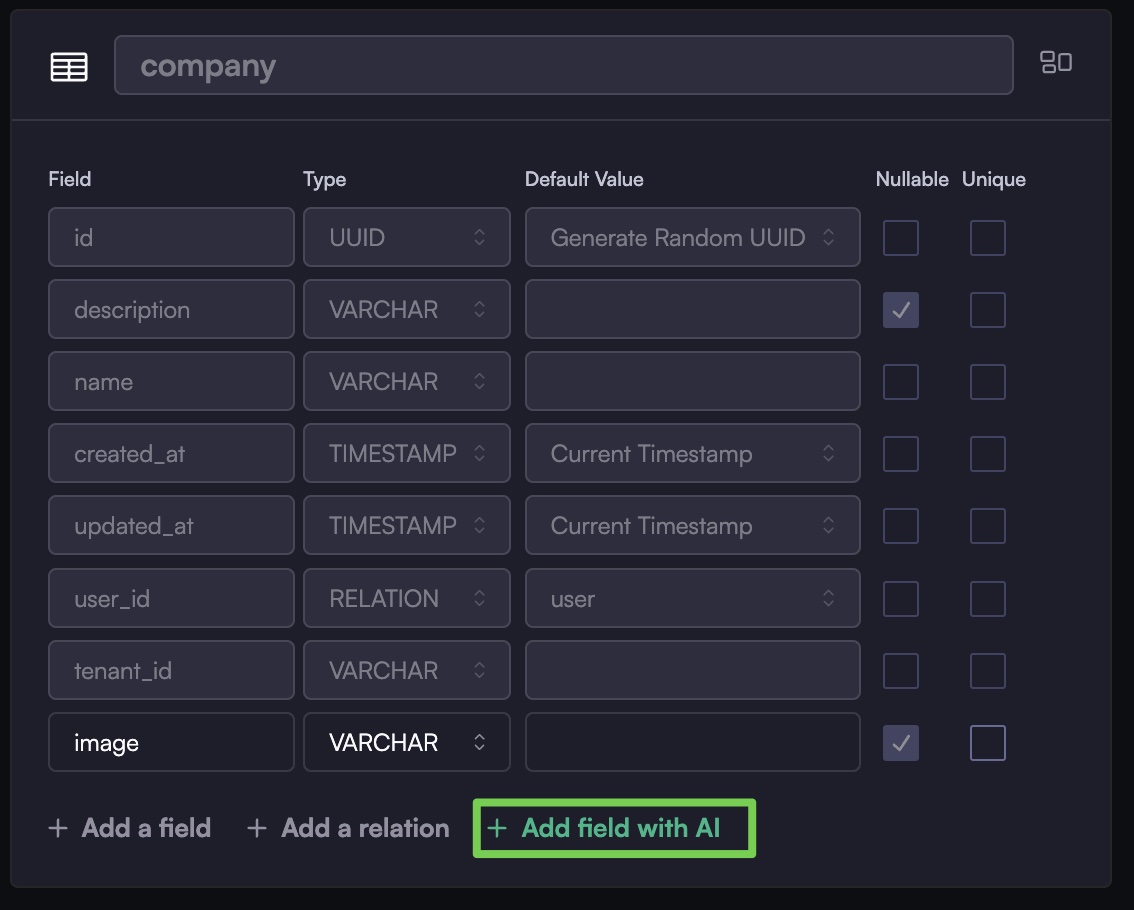 company
Field Type Default Value Nullable Unique
id UUID Generate Random UUID
description VARCHAR
name VARCHAR
created_at TIMESTAMP Current Timestamp
updated_at TIMESTAMP Current Timestamp
user_id RELATION user
tenant_id VARCHAR
image VARCHAR
+ Add a field + Add a relation + Add field with AI